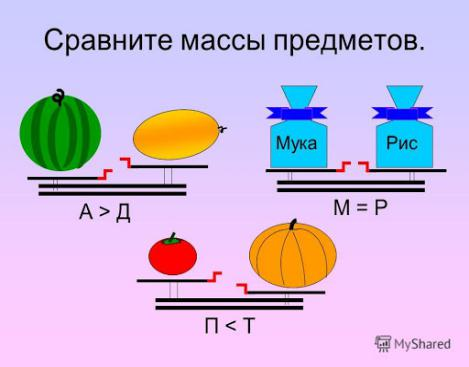 Сравните массы предметов.
Мука
Рис
А > Д
М = Р
П < Т
MyShared